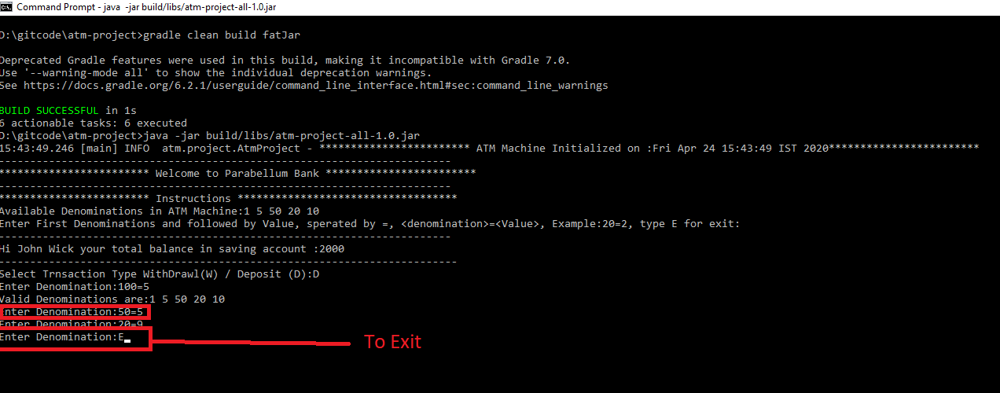 Command Prompt - java -jar build/libs/atm-project-all-1.0.jar
D:\gitcode\atm-project>gradle clean build fatJar
Deprecated Gradle features were used in this build, making it incompatible with Gradle 7.0.
Use '--warning-mode all' to show the individual deprecation warnings.
See https://docs.gradle.org/6.2.1/userguide/command_line_interface.html#sec:command_line_warnings
BUILD SUCCESSFUL in 1s
6 actionable tasks: 6 executed
D:\gitcode\atm-project>java -jar build/libs/atm-project-all-1.0.jar
15:43:49.246 [main] INFO  atm.project.AtmProject - ************************ ATM Machine Initialized on :Fri Apr 24 15:43:49 IST 2020************************
------------------------------------------------------------------------
************************ Welcome to Parabellum Bank ************************
------------------------------------------------------------------------
************************ Instructions ***********************************
Available Denominations in ATM Machine:1 5 50 20 10
Enter First Denominations and followed by Value, sperated by =, <denomination>=<Value>, Example:20=2, type E for exit:
------------------------------------------------------------------------
Hi John Wick your total balance in saving account :2000
-------------------------------------------------------------------------
Select Trnsaction Type WithDrawl(W) / Deposit (D):D
Enter Denomination:100=5
Valid Denominations are:1 5 50 20 10
Enter Denomination:50=5
Enter Denomination:20=9
Enter Denomination:E
To Exit